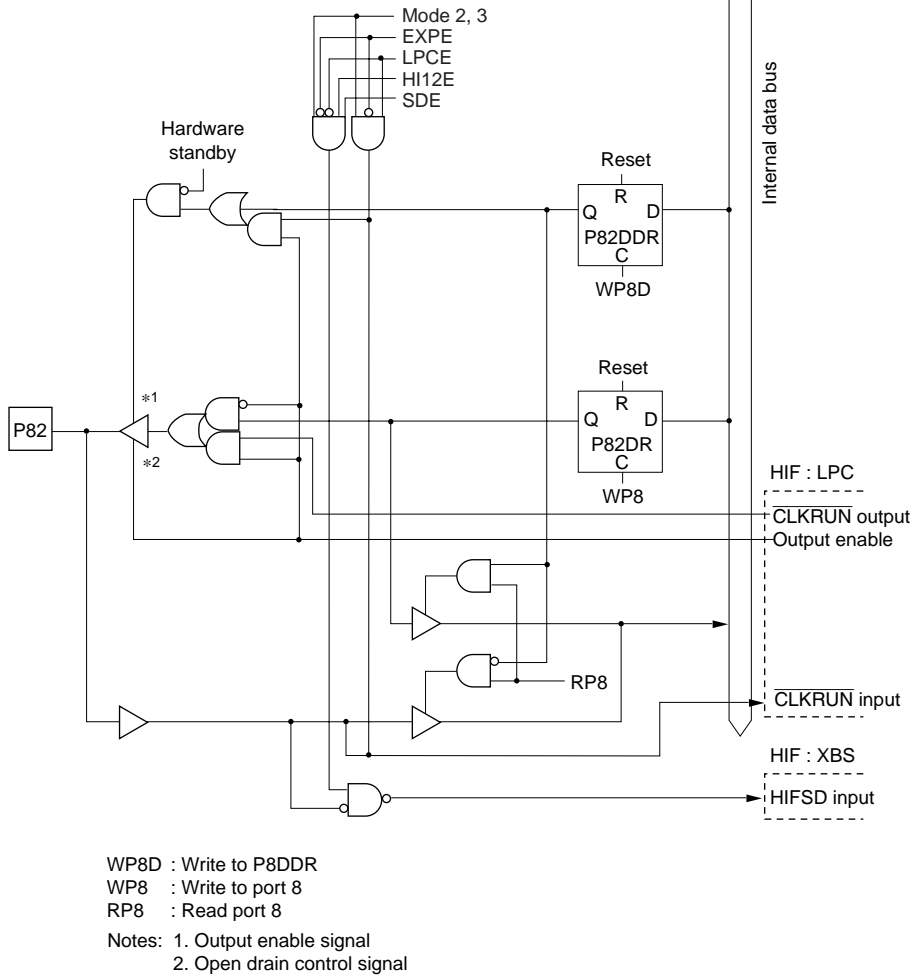 Mode 2, 3
EXPE
LPCE
HI12E
SDE
Hardware
standby
Internal data bus
Reset
R
Q D
P82DDR
C
WP8D
Reset
R
Q D
P82DR
C
WP8
*1
P82
*2
HIF : LPC
CLKRUN output
Output enable
RP8
CLKRUN input
HIF : XBS
HIFSD input
WP8D : Write to P8DDR
WP8 : Write to port 8
RP8 : Read port 8
Notes: 1. Output enable signal
2. Open drain control signal